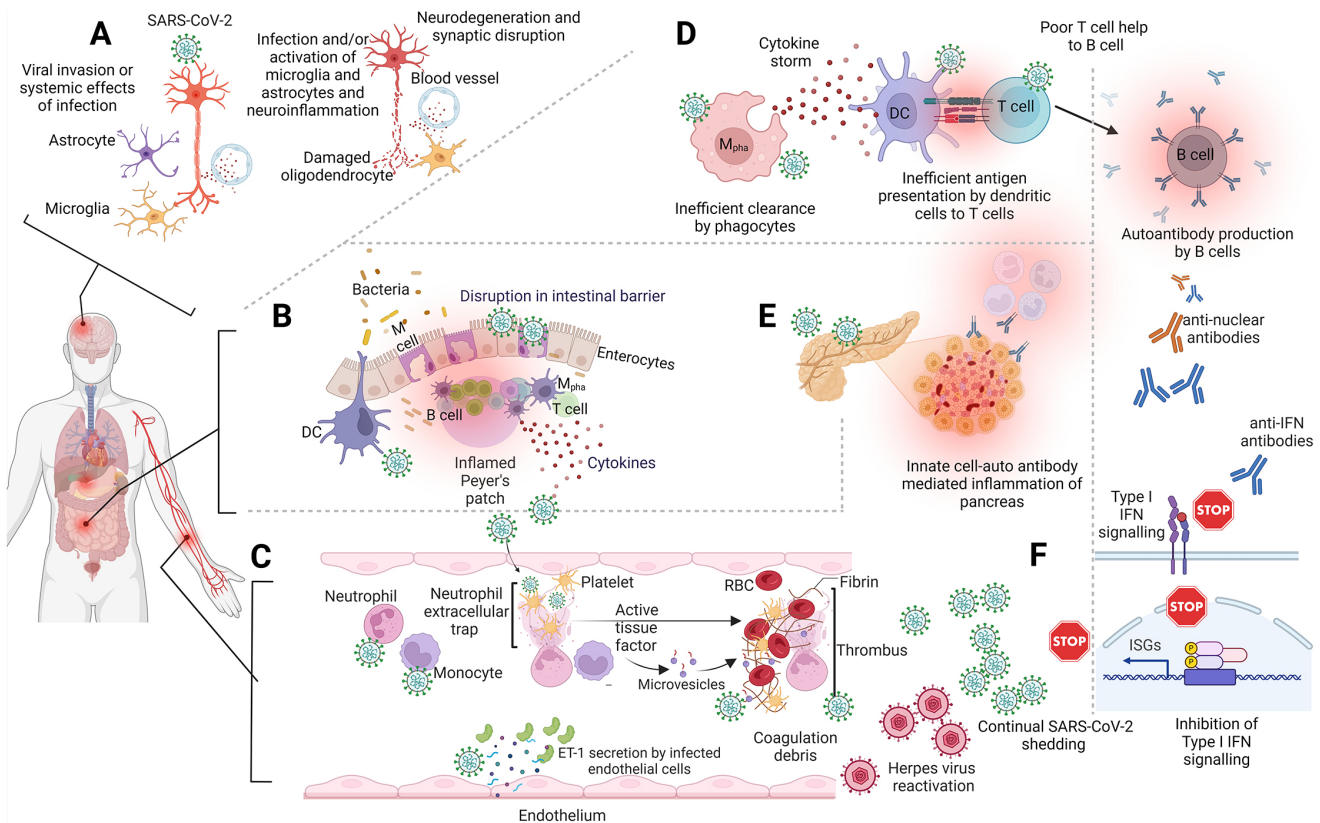 A
SARS-CoV-2
Viral invasion or
systemic effects
of infection
Astrocyte
Microglia
Infection and/or
activation of
microglia and
astrocytes and
neuroinflammation
Neurodegeneration and
synaptic disruption
Blood vessel
Damaged
oligodendrocyte
D
Cytokine
storm
Mpha
DC
T cell
Poor T cell help
to B cell
B cell
Inefficient clearance
by phagocytes
Inefficient antigen
presentation by dendritic
cells to T cells
Autoantibody production
by B cells
anti-nuclear
antibodies
anti-IFN
antibodies
B
Bacteria
Disruption in intestinal barrier
M
cell
Enterocytes
Mpha
B cell
T cell
DC
Inflamed
Peyer's
patch
Cytokines
E
Innate cell-auto antibody
mediated inflammation of
pancreas
C
Neutrophil
Monocyte
Neutrophil
extracellular
trap
Platelet
Active
tissue
factor
Microvesicles
RBC
Fibrin
Thrombus
Coagulation
debris
ET-1 secretion by infected
endothelial cells
Endothelium
Herpes virus
reactivation
Continual SARS-CoV-2
shedding
F
Type I
IFN
signalling
STOP
STOP
STOP
ISGs
P
P
Inhibition of
Type I IFN
signalling